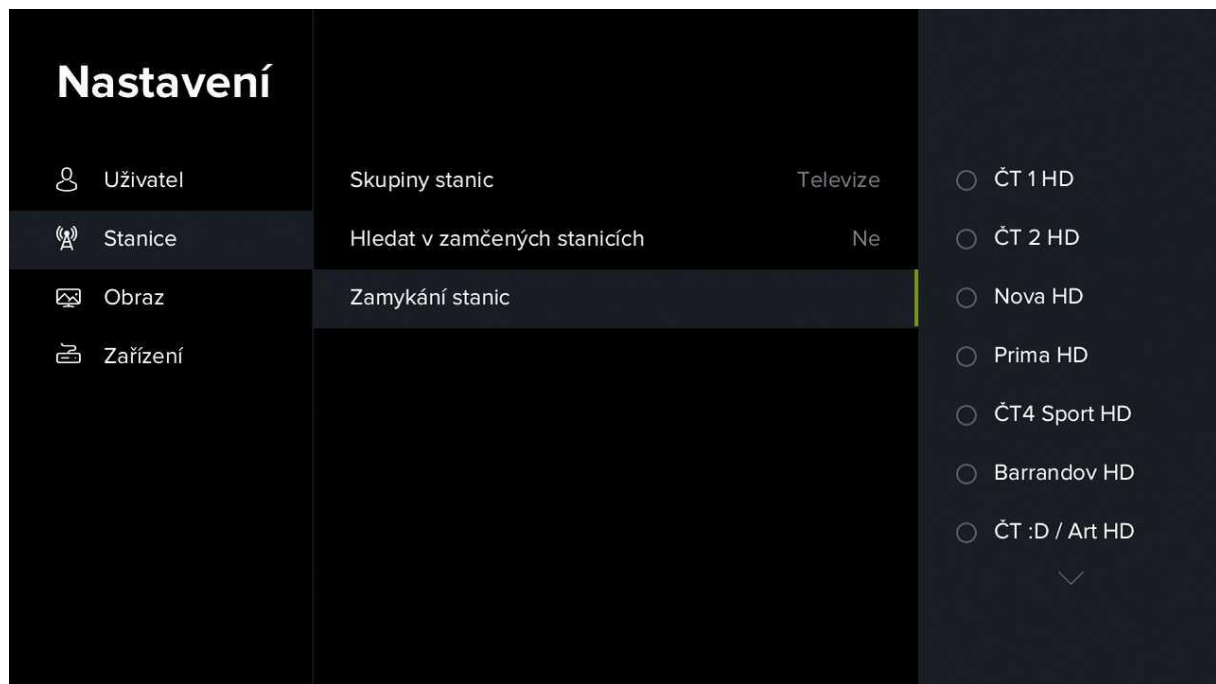 Nastavení
Uživatel
Stanice
Obraz
Zařízení
Skupiny stanic Televize
Hledat v zamčených stanicích Ne
Zamykání stanic
ČT 1 HD
ČT 2 HD
Nova HD
Prima HD
ČT4 Sport HD
Barrandov HD
ČT :D / Art HD